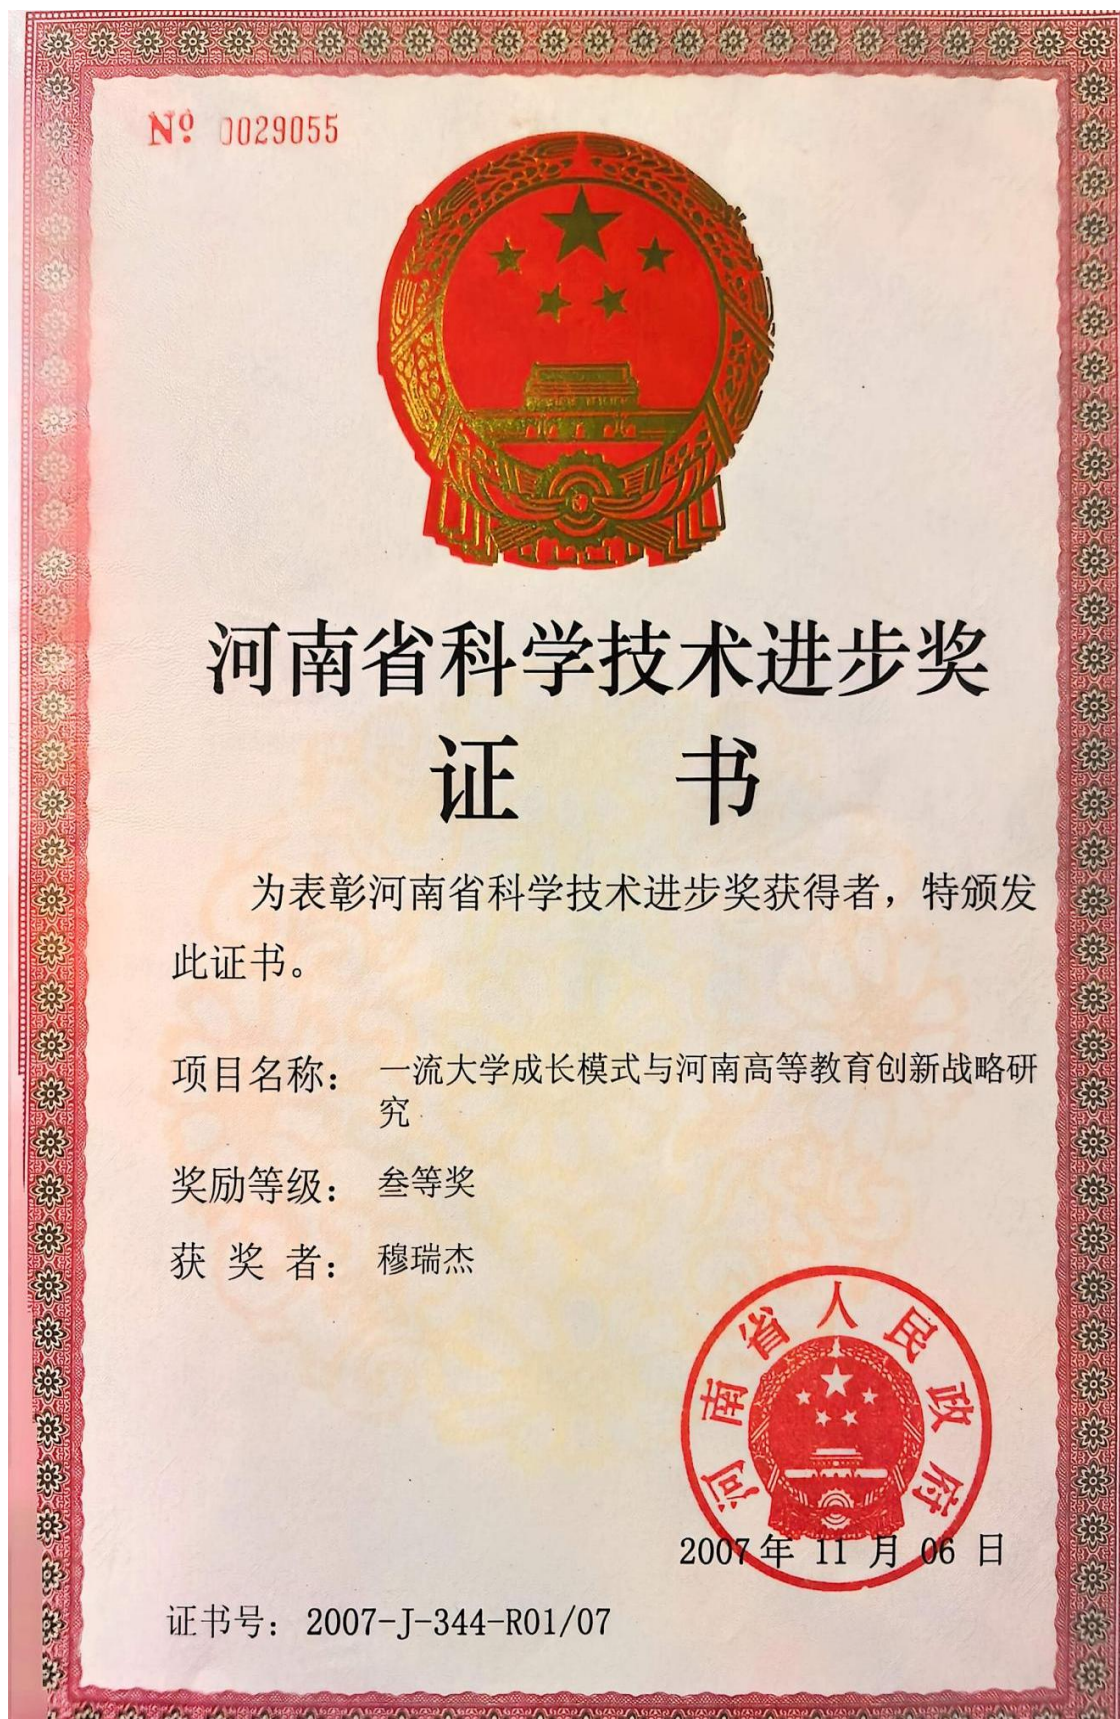 № 0029055
河南省科学技术进步奖
证 书
为表彰河南省科学技术进步奖获得者，特颁发
此证书。
项目名称： 一流大学成长模式与河南高等教育创新战略研
究
奖励等级： 叁等奖
获 奖 者： 穆瑞杰
河南省人民政府
2007年 11 月 06 日
证书号： 2007-J-344-R01/07